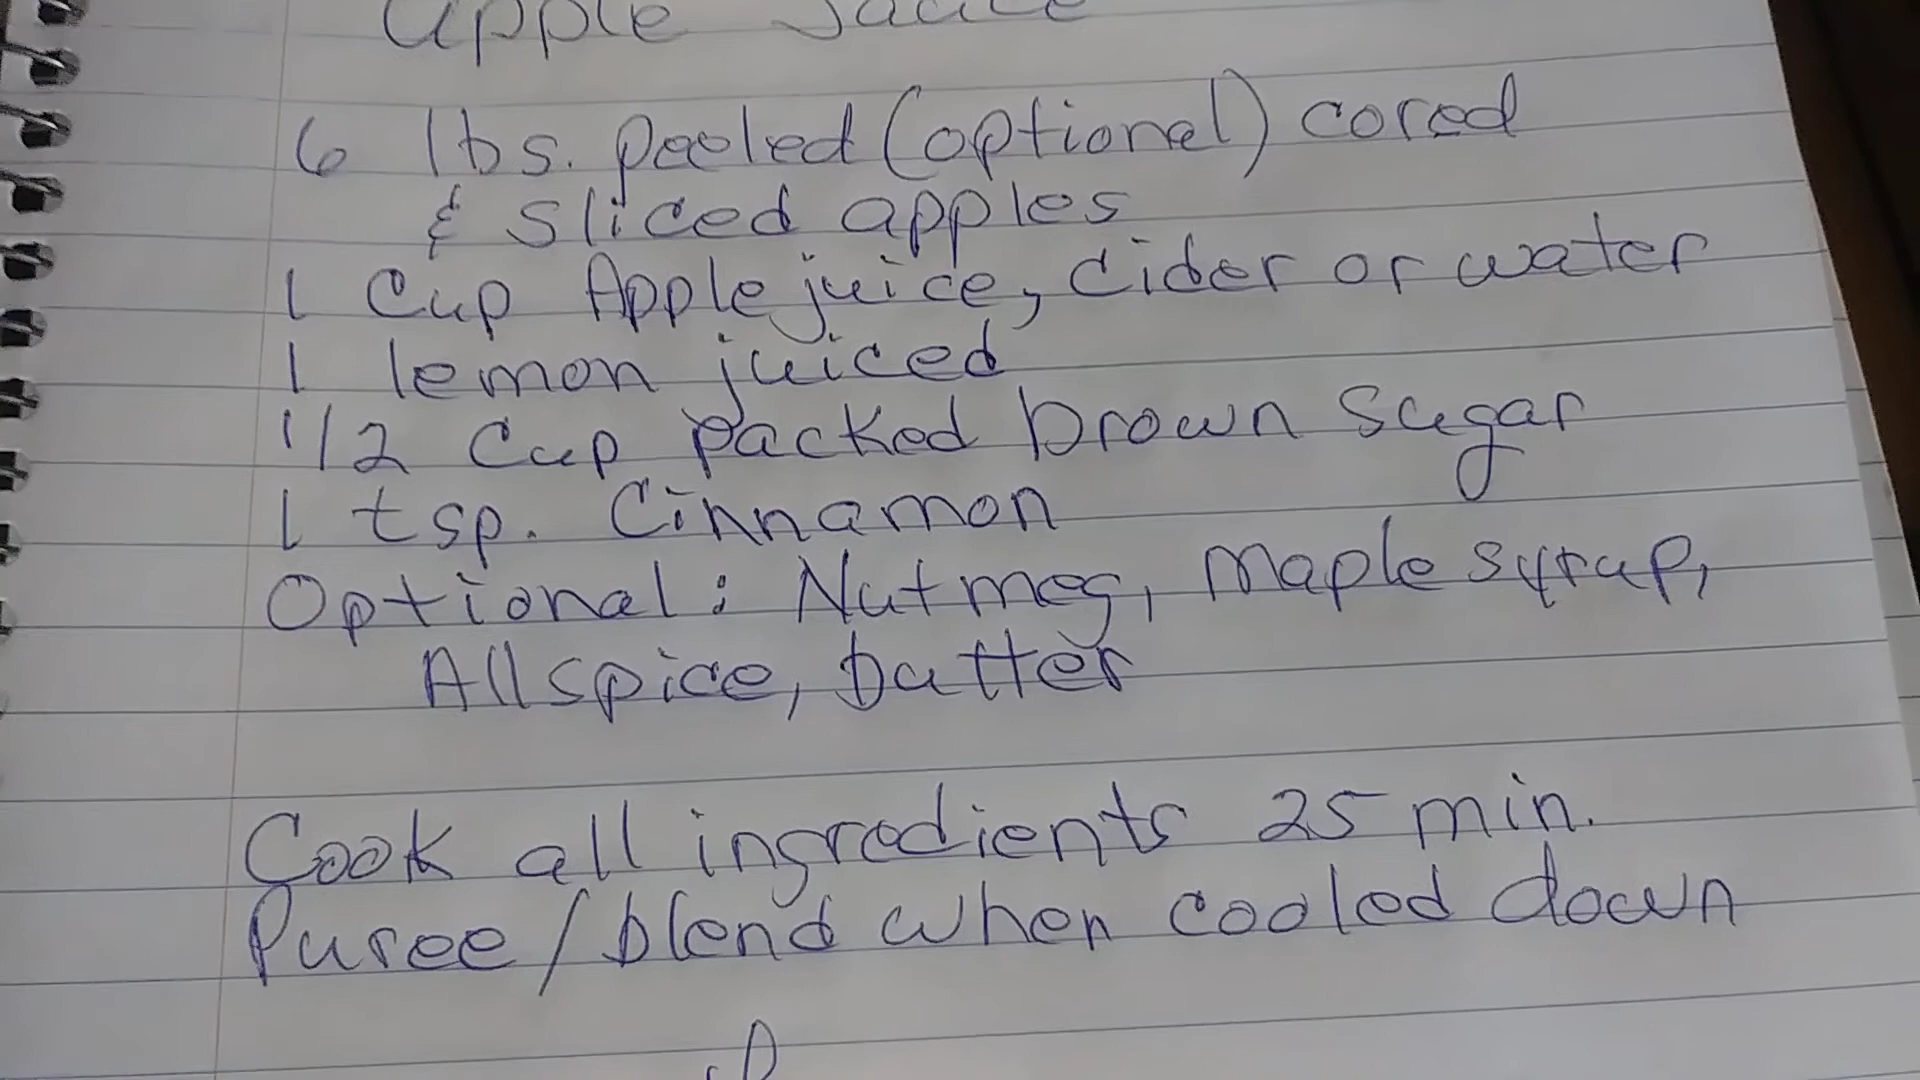 apple sauce
6 lbs. peeled (optional) cored
& sliced apples
1 Cup Apple juice, Cider or water
1 lemon juiced
1/2 Cup packed brown Sugar
1 tsp. Cinnamon
Optional: Nutmeg, Maple syrup,
Allspice, butter
Cook all ingredients 25 min.
Puree/blend when cooled down